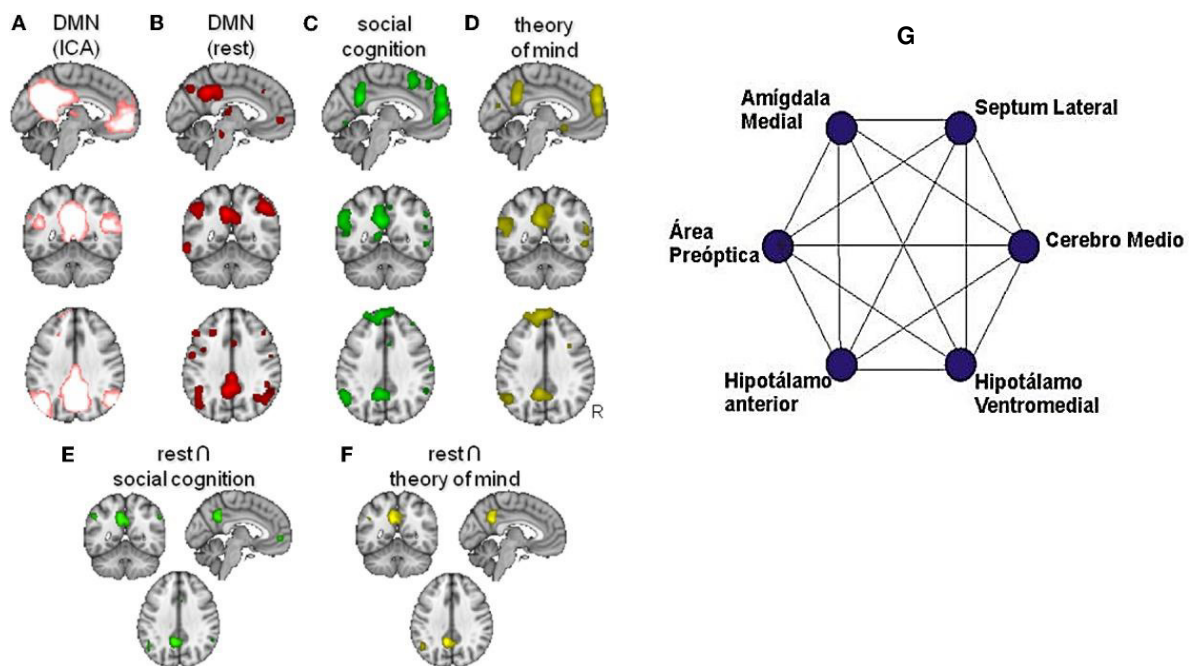 A
DMN
(ICA)
B
DMN
(rest)
C
social
cognition
D
theory
of mind
R
E
rest∩
social cognition
F
rest∩
theory of mind
G
Amígdala
Medial
Septum Lateral
Área
Preóptica
Cerebro Medio
Hipotálamo
anterior
Hipotálamo
Ventromedial